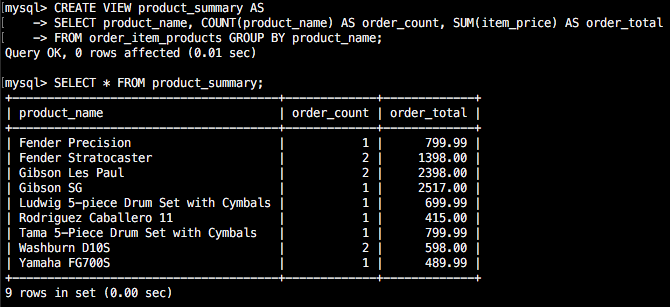 [mysql> CREATE VIEW product_summary AS
[    -> SELECT product_name, COUNT(product_name) AS order_count, SUM(item_price) AS order_total
[    -> FROM order_item_products GROUP BY product_name;
Query OK, 0 rows affected (0.01 sec)
[mysql> SELECT * FROM product_summary;
+---------------------------------------+-------------+-------------+
| product_name                          | order_count | order_total |
+---------------------------------------+-------------+-------------+
| Fender Precision                      |           1 |      799.99 |
| Fender Stratocaster                   |           2 |     1398.00 |
| Gibson Les Paul                       |           2 |     2398.00 |
| Gibson SG                             |           1 |     2517.00 |
| Ludwig 5-piece Drum Set with Cymbals  |           1 |      699.99 |
| Rodriguez Caballero 11                |           1 |      415.00 |
| Tama 5-Piece Drum Set with Cymbals    |           1 |      799.99 |
| Washburn D10S                         |           2 |      598.00 |
| Yamaha FG700S                         |           1 |      489.99 |
+---------------------------------------+-------------+-------------+
9 rows in set (0.00 sec)